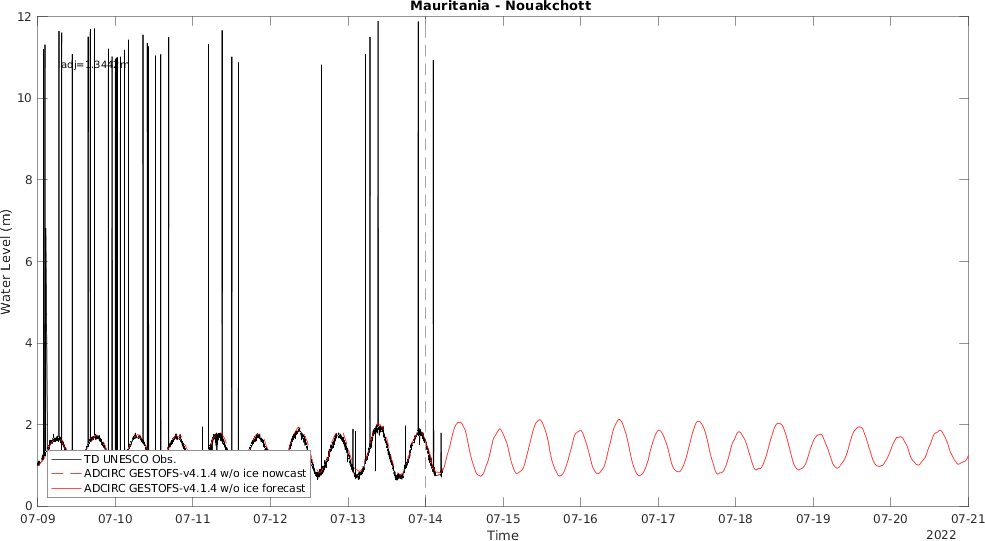 Mauritania - Nouakchott
12
10
8
6
4
2
0
Water Level (m)
adj=1.3442m
TD UNESCO Obs.
ADCIRC GESTOFS-v4.1.4 w/o ice nowcast
ADCIRC GESTOFS-v4.1.4 w/o ice forecast
07-09 07-10 07-11 07-12 07-13 07-14 07-15 07-16 07-17 07-18 07-19 07-20 07-21
Time
2022